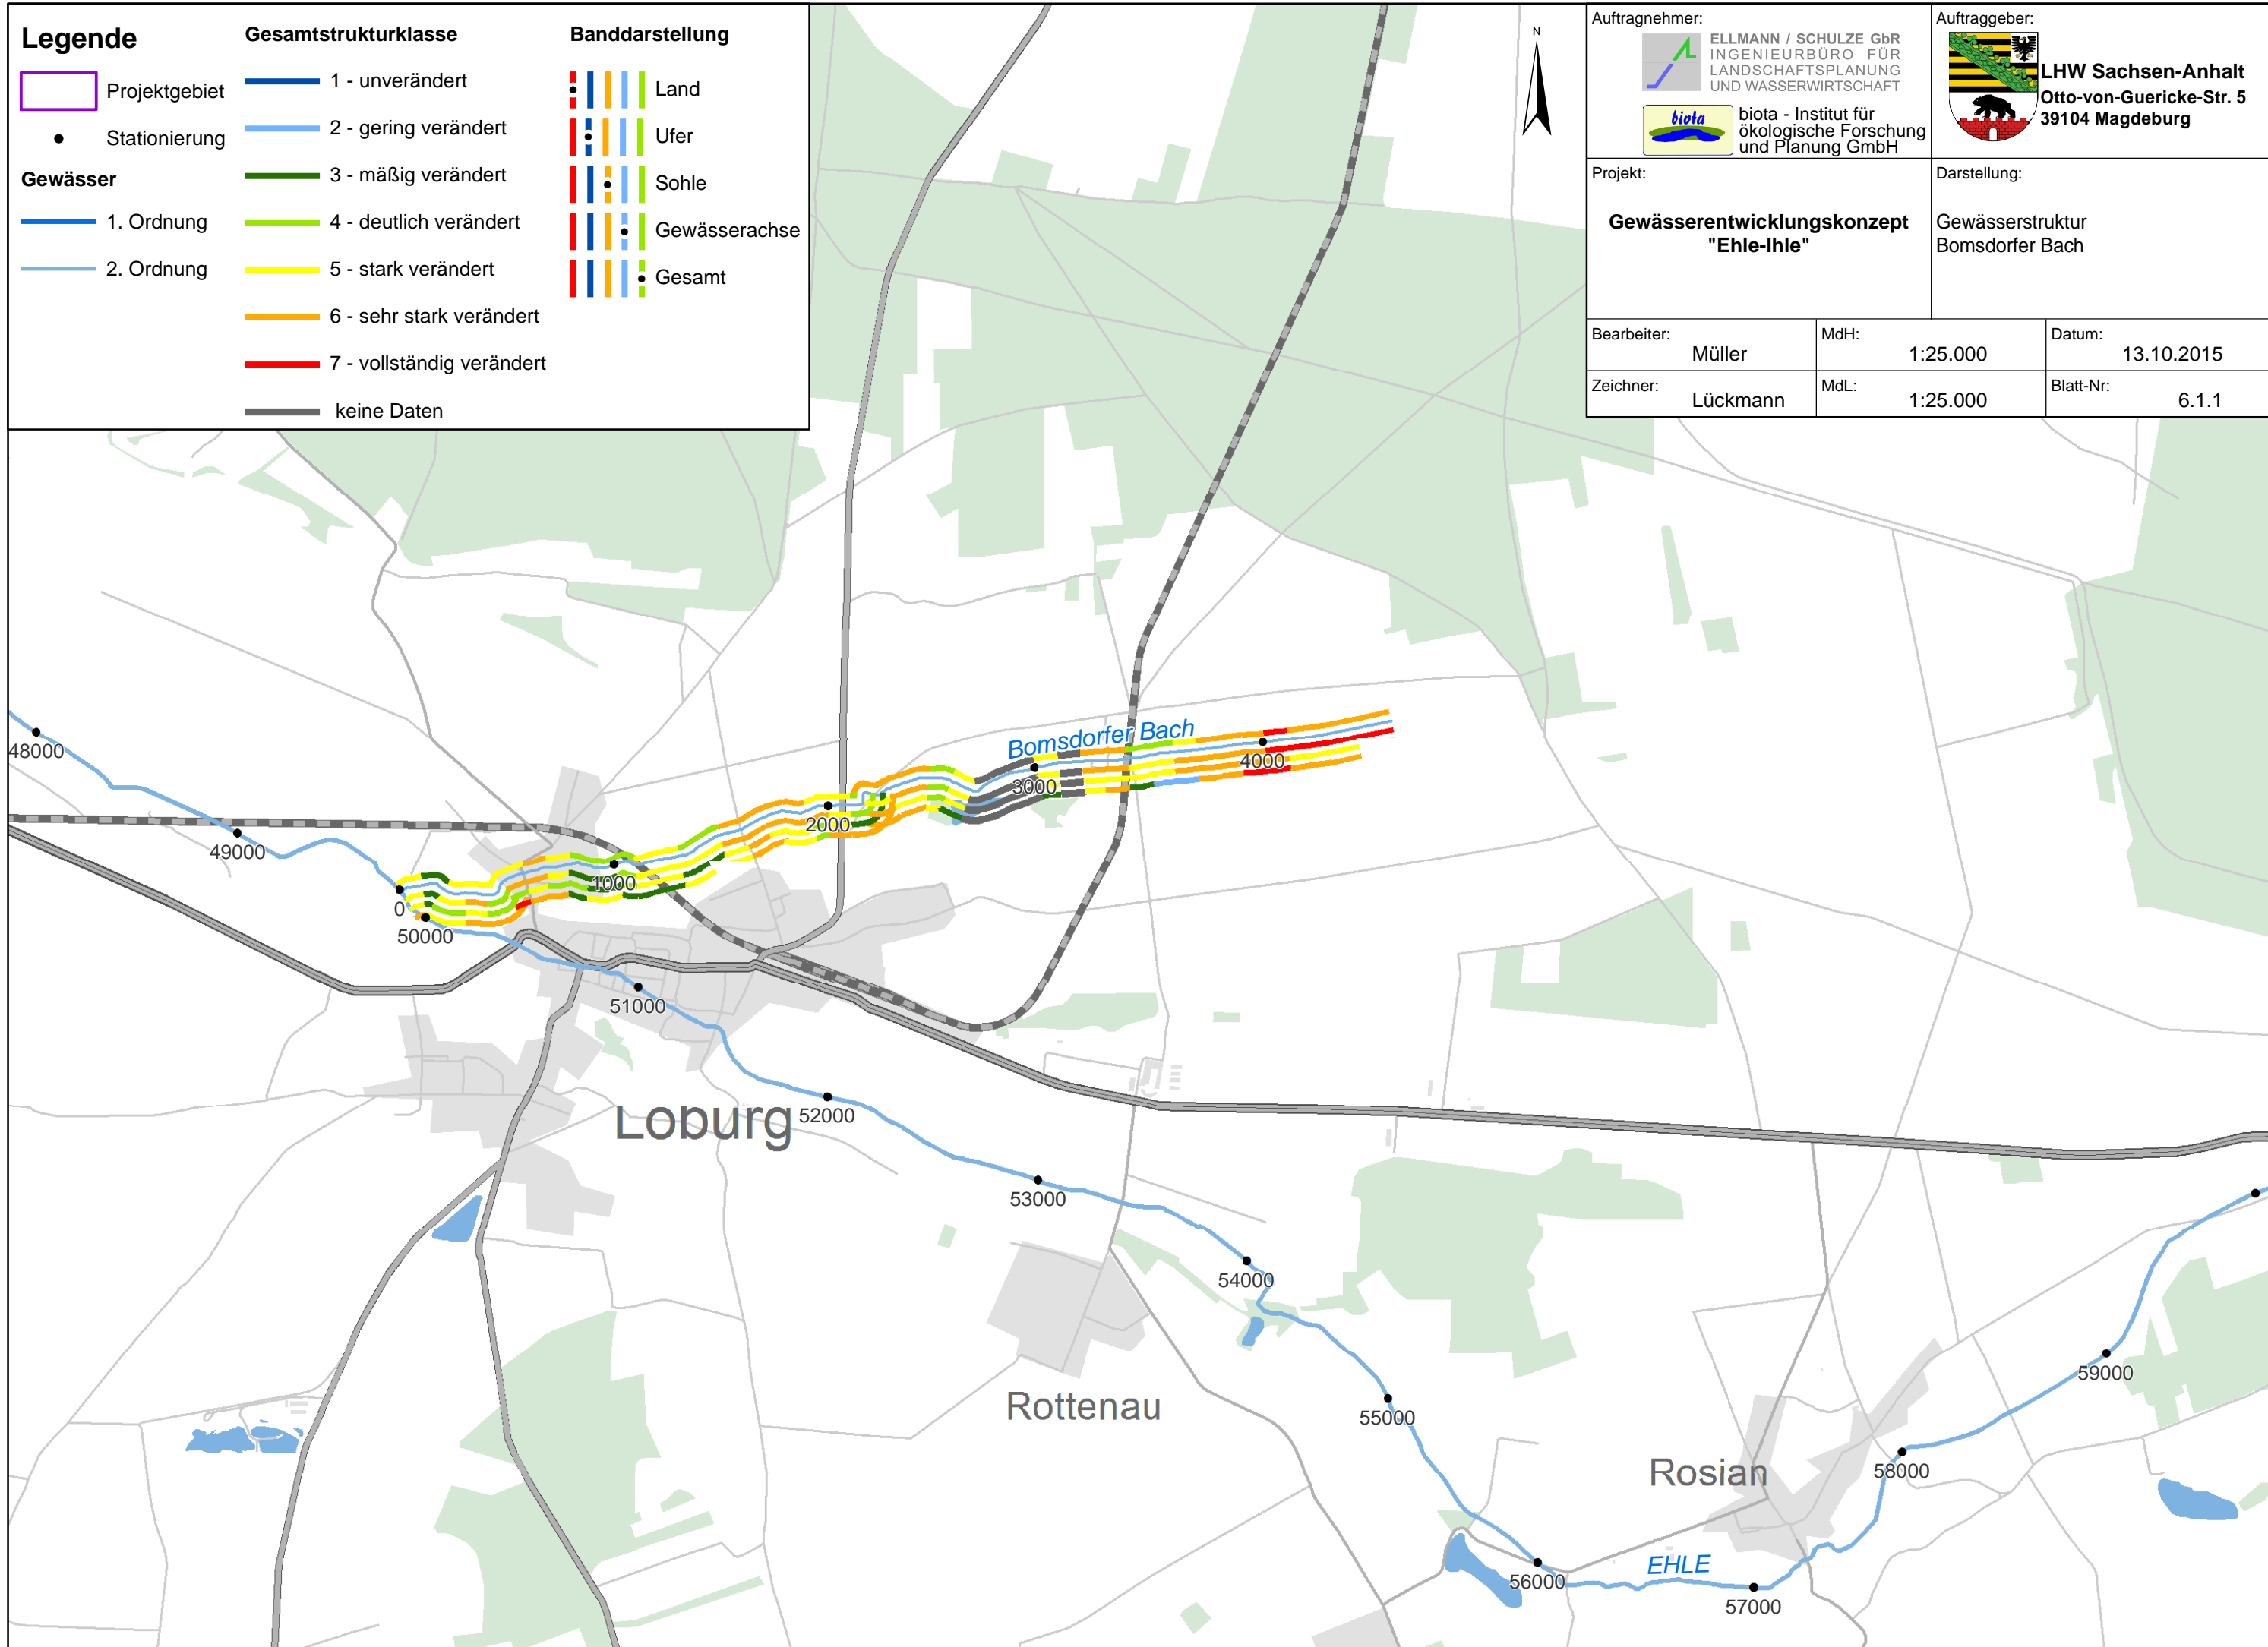 Legende
Projektgebiet
Stationierung
Gewässer
1. Ordnung
2. Ordnung
Gesamtstrukturklasse
1 - unverändert
2 - gering verändert
3 - mäßig verändert
4 - deutlich verändert
5 - stark verändert
6 - sehr stark verändert
7 - vollständig verändert
keine Daten
Banddarstellung
Land
Ufer
Sohle
Gewässerachse
Gesamt
N
Auftragnehmer:
ELLMANN / SCHULZE GbR
INGENIEURBÜRO FÜR
LANDSCHAFTSPLANUNG
UND WASSERWIRTSCHAFT
biota
biota - Institut für
ökologische Forschung
und Planung GmbH
Auftraggeber:
LHW Sachsen-Anhalt
Otto-von-Guericke-Str. 5
39104 Magdeburg
Projekt:
Gewässerentwicklungskonzept
"Ehle-Ihle"
Darstellung:
Gewässerstruktur
Bomsdorfer Bach
Bearbeiter:
Müller
MdH:
1:25.000
Datum:
13.10.2015
Zeichner:
Lückmann
MdL:
1:25.000
Blatt-Nr:
6.1.1
Bomsdorfer Bach
48000
4000
3000
2000
49000
1000
0
50000
51000
Loburg
52000
53000
54000
59000
Rottenau
55000
Rosian
58000
EHLE
56000
57000